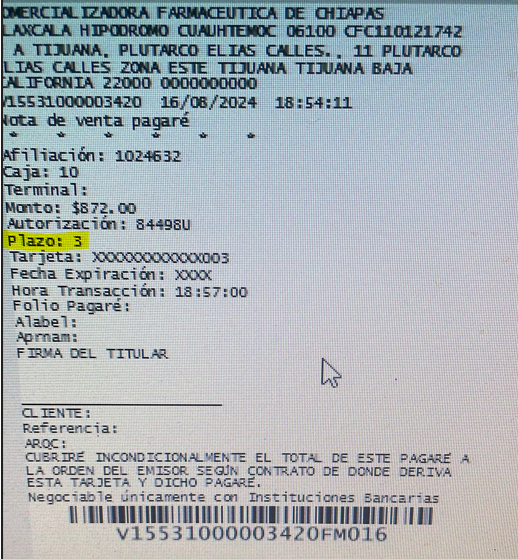 OMERCIALIZADORA FARMACEUTICA DE CHIAPAS
LAXCALA HIPODROMO CUAUHTEMOC 06100 CFC110121742
A TIJUANA, PLUTARCO ELIAS CALLES., 11 PLUTARCO
LIAS CALLES ZONA ESTE TIJUANA TIJUANA BAJA
CALIFORNIA 22000 0000000000
V15531000003420 16/08/2024 18:54:11
Nota de venta pagaré
* * * * * *
Afiliación: 1024632
Caja: 10
Terminal:
Monto: $872.00
Autorización: 84498U
Plazo: 3
Tarjeta: XXXXXXXXXXXXX003
Fecha Expiración: XXXX
Hora Transacción: 18:57:00
Folio Pagaré:
Alabel:
Aprnam:
FIRMA DEL TITULAR
CLIENTE:
Referencia:
ARQC:
CUBRIRÉ INCONDICIONALMENTE EL TOTAL DE ESTE PAGARÉ A
LA ORDEN DEL EMISOR SEGÚN CONTRATO DE DONDE DERIVA
ESTA TARJETA Y DICHO PAGARÉ.
Negociable únicamente con Instituciones Bancarias
V15531000003420FM016